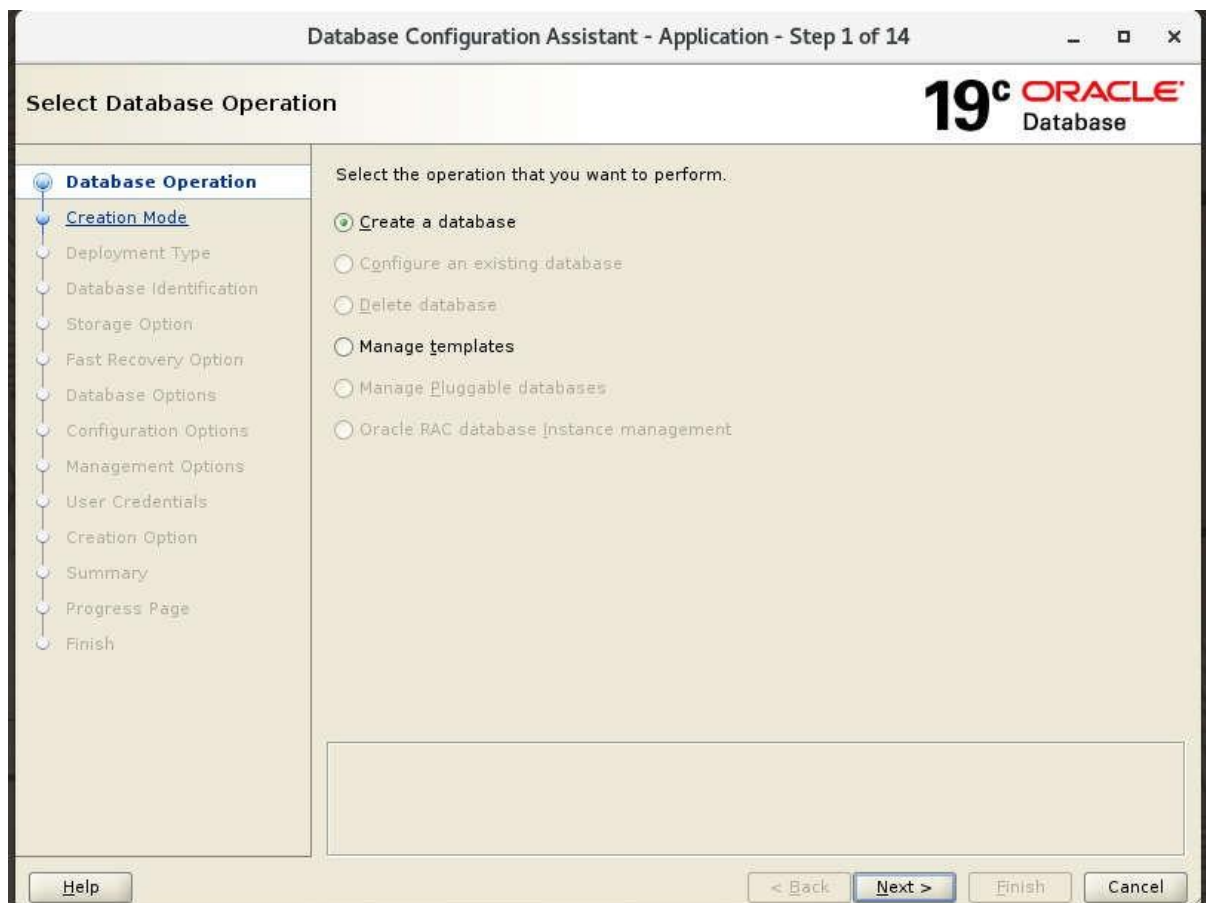 Database Configuration Assistant - Application - Step 1 of 14
Select Database Operation
19c ORACLE
Database
Database Operation
Creation Mode
Deployment Type
Database Identification
Storage Option
Fast Recovery Option
Database Options
Configuration Options
Management Options
User Credentials
Creation Option
Summary
Progress Page
Finish
Select the operation that you want to perform.
Create a database
Configure an existing database
Delete database
Manage templates
Manage Pluggable databases
Oracle RAC database Instance management
Help
< Back
Next >
Finish
Cancel